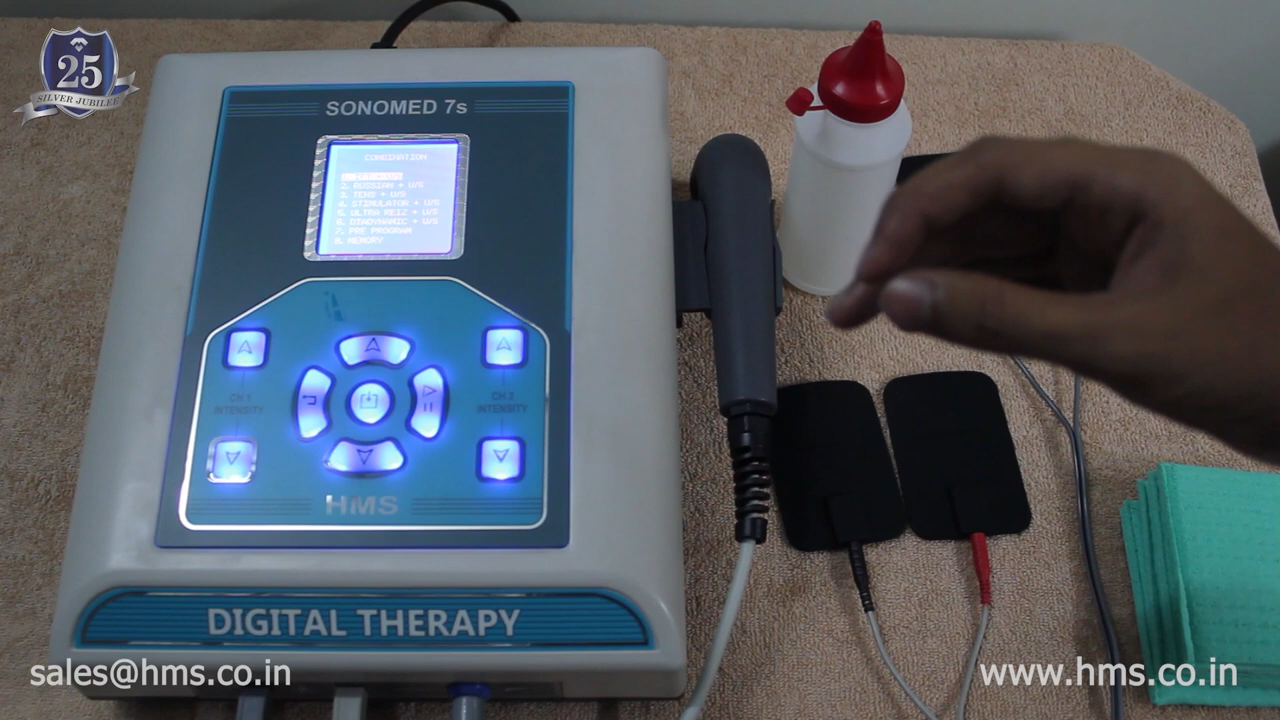 25
SILVER JUBILEE
SONOMED 7s
COMBINATION
1. IFT + U/S
2. RUSSIAN + U/S
3. TENS + U/S
4. STIMULATOR + U/S
5. ULTRA REIZ + U/S
6. DIADYNAMIC + U/S
7. PRE PROGRAM
8. MEMORY
CH 1
INTENSITY
CH 2
INTENSITY
HMS
DIGITAL THERAPY
sales@hms.co.in
www.hms.co.in